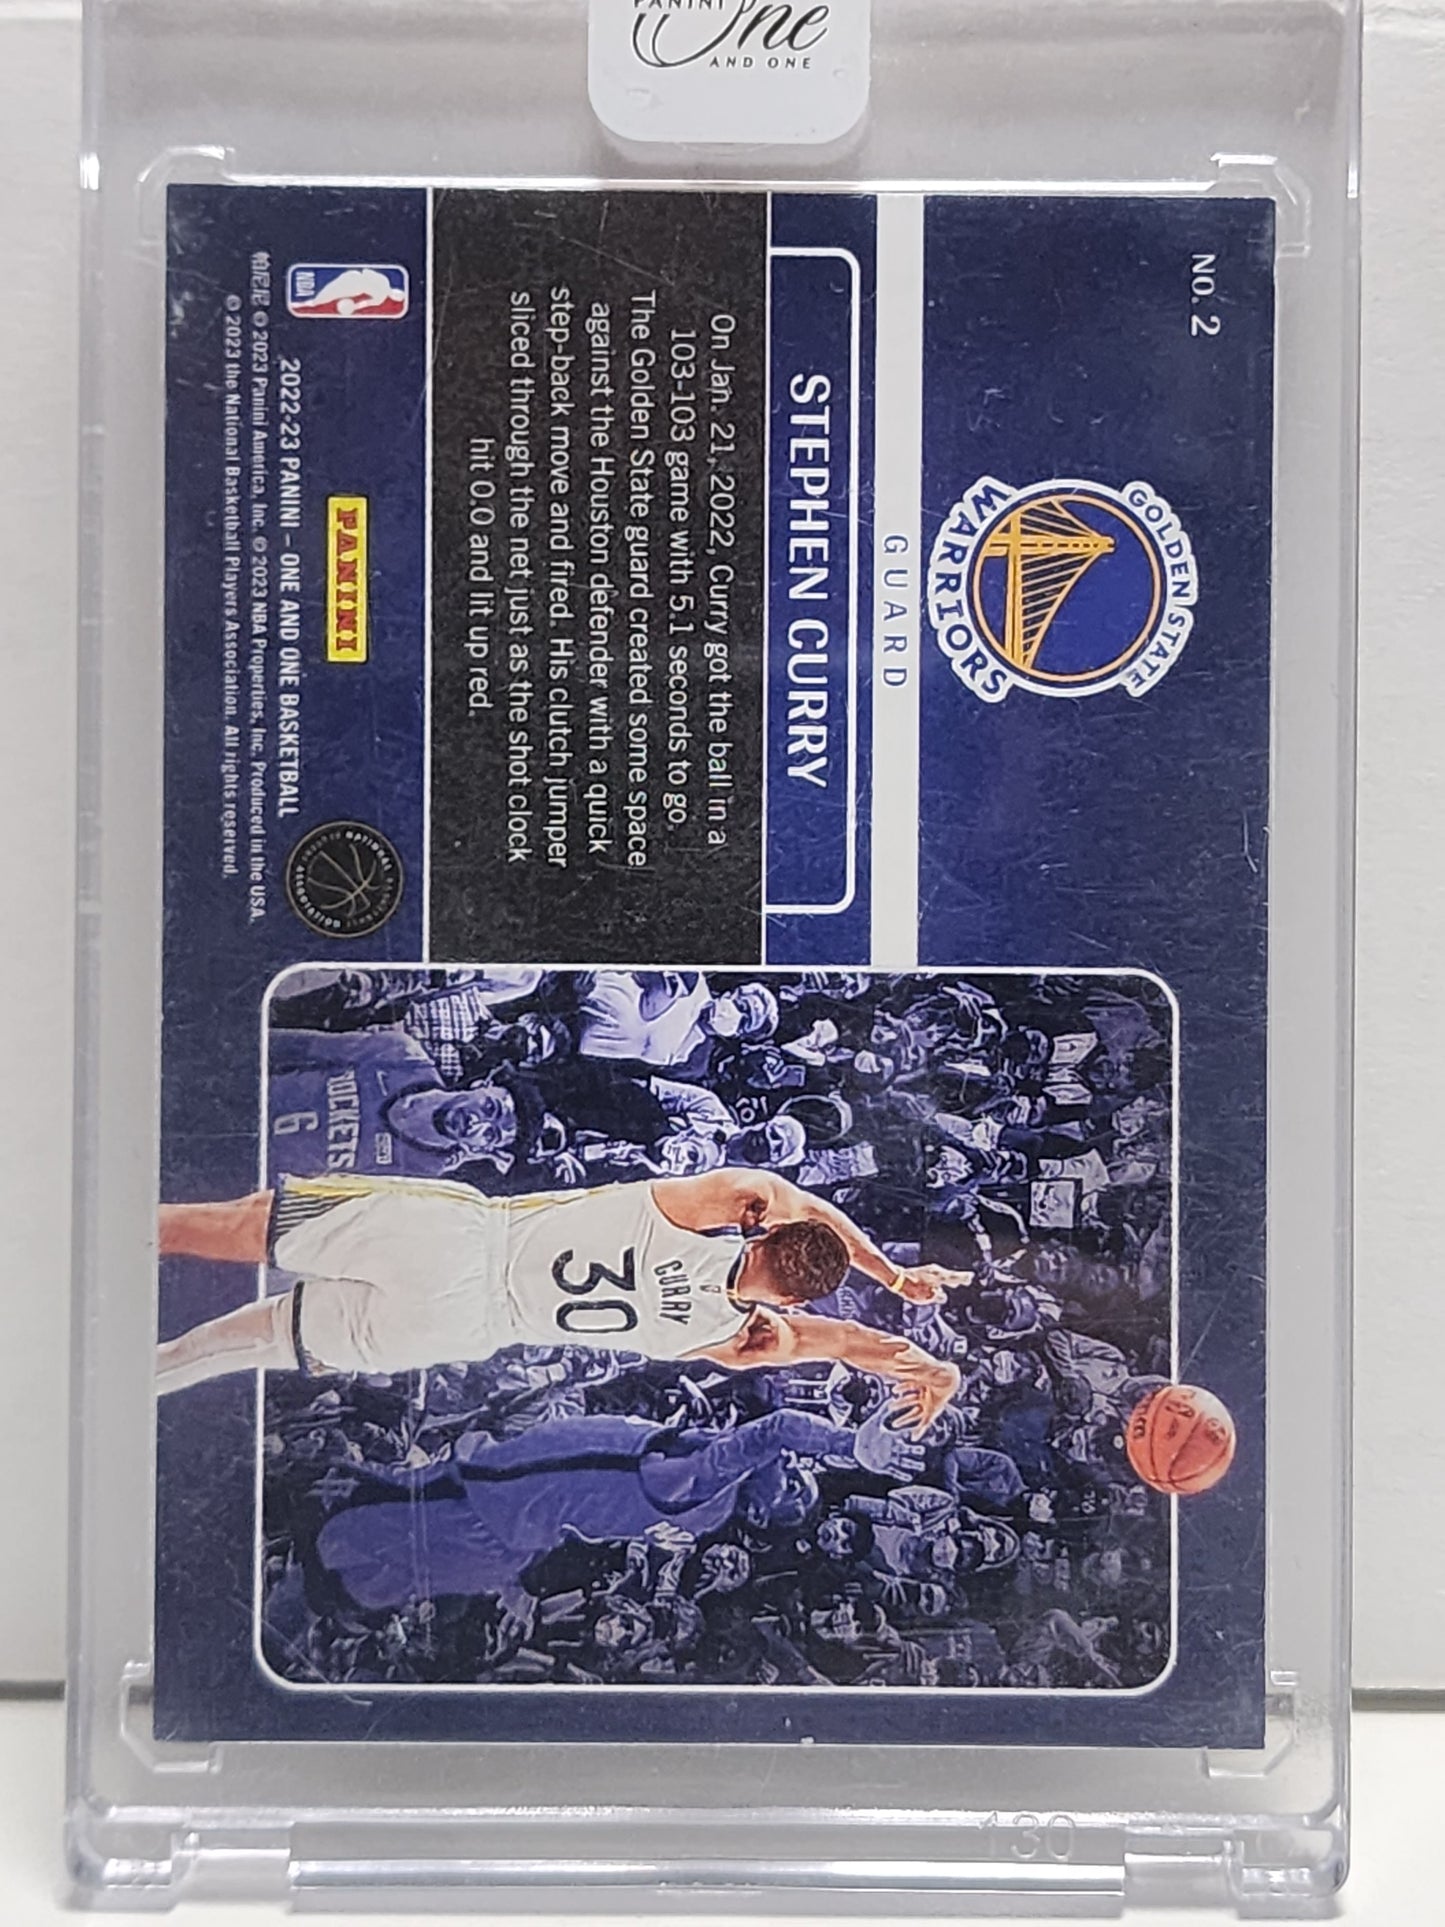 PANINI
One
AND ONE
No. 2
GOLDEN STATE
WARRIORS
GUARD
STEPHEN CURRY
On Jan. 21, 2022, Curry got the ball in a
103-103 game with 5.1 seconds to go.
The Golden State guard created some space
against the Houston defender with a quick
step-back move and fired. His clutch jumper
sliced through the net just as the shot clock
hit 0.0 and lit up red.
NBA
PANINI
2022-23 PANINI – ONE AND ONE BASKETBALL
帕尼尼 © 2023 Panini America, Inc. © 2023 NBA Properties, Inc. Produced in the USA.
© 2023 the National Basketball Players Association. All rights reserved.
CURRY
30
ROCKETS
6
130